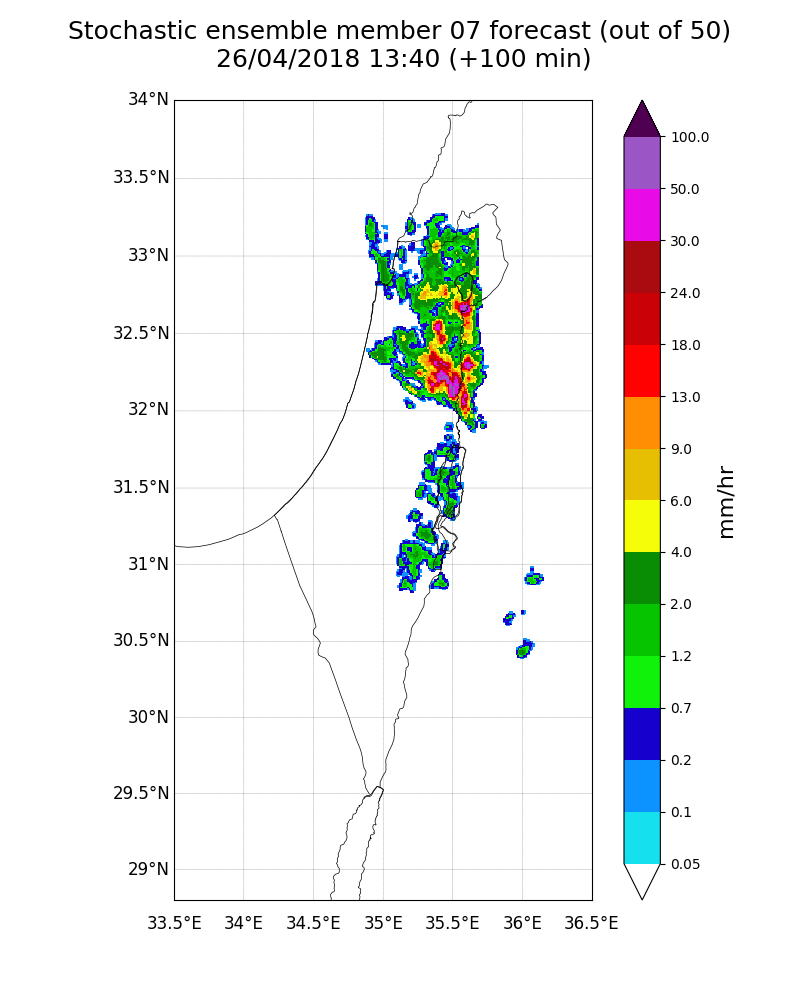 Stochastic ensemble member 07 forecast (out of 50)
26/04/2018 13:40 (+100 min)
34°N
33.5°N
33°N
32.5°N
32°N
31.5°N
31°N
30.5°N
30°N
29.5°N
29°N
33.5°E
34°E
34.5°E
35°E
35.5°E
36°E
36.5°E
100.0
50.0
30.0
24.0
18.0
13.0
9.0
6.0
4.0
2.0
1.2
0.7
0.2
0.1
0.05
mm/hr